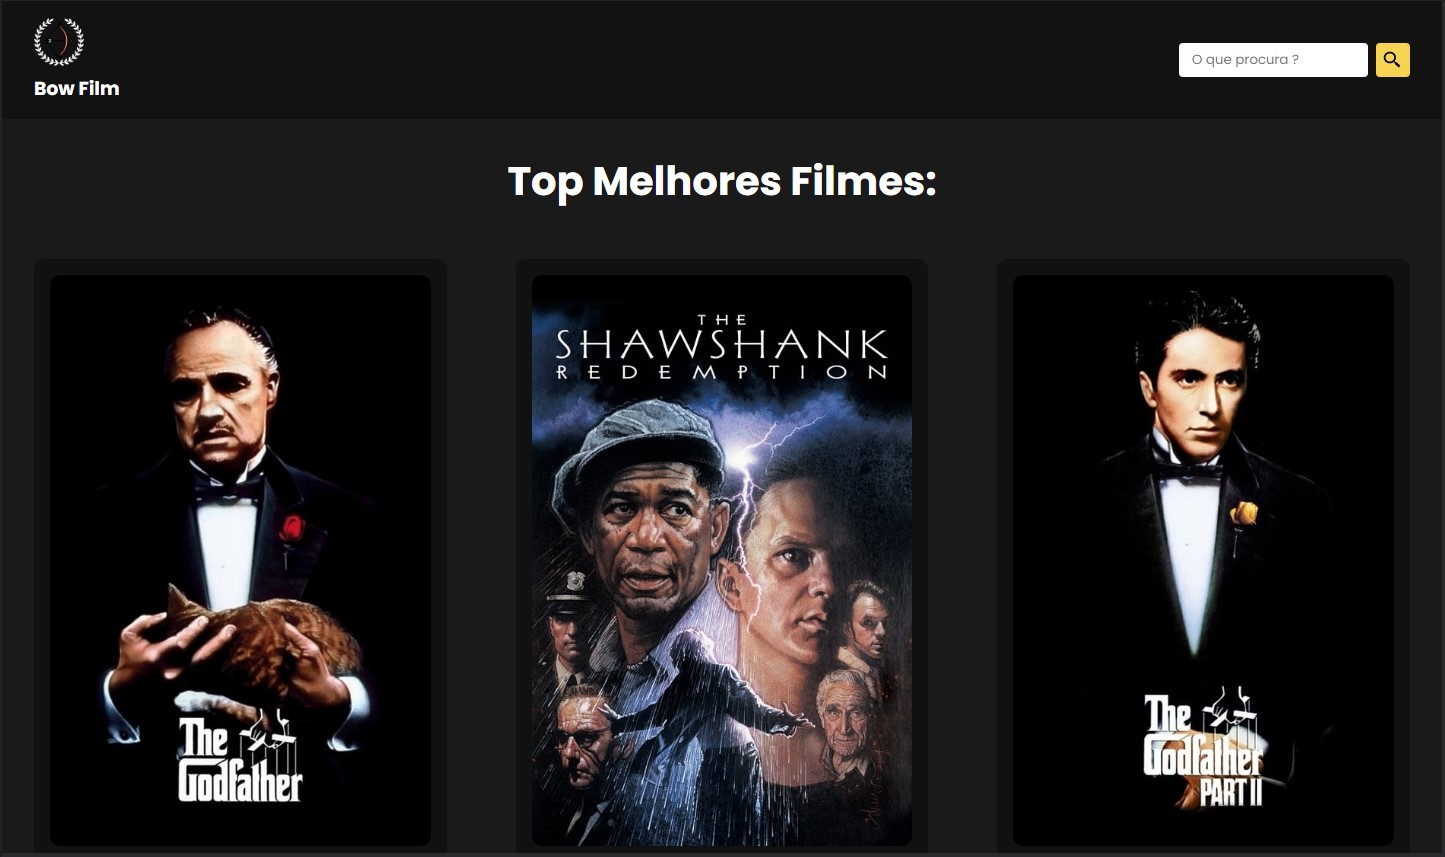 Bow Film
O que procura ?
Top Melhores Filmes:
The
Godfather
THE
SHAWSHANK
REDEMPTION
The
Godfather
PART II